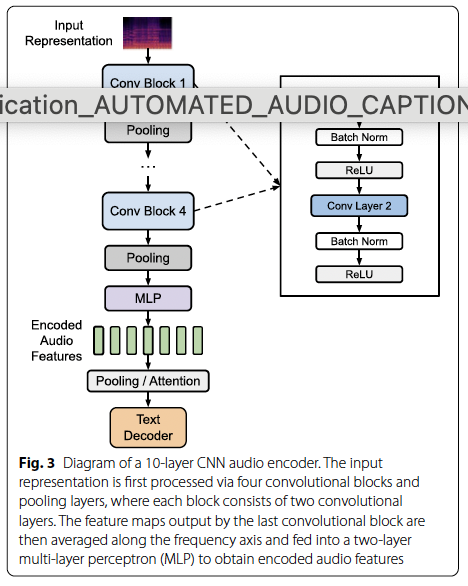 Input
Representation
Conv Block 1
ication_AUTOMATED_AUDIO_CAPTION
Pooling
...
Conv Block 4
Pooling
MLP
Encoded
Audio
Features
Pooling / Attention
Text
Decoder
Batch Norm
ReLU
Conv Layer 2
Batch Norm
ReLU
Fig. 3 Diagram of a 10-layer CNN audio encoder. The input
representation is first processed via four convolutional blocks and
pooling layers, where each block consists of two convolutional
layers. The feature maps output by the last convolutional block are
then averaged along the frequency axis and fed into a two-layer
multi-layer perceptron (MLP) to obtain encoded audio features